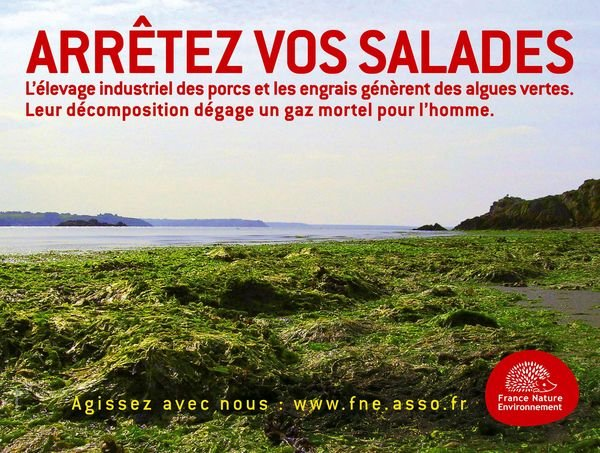 ARRÊTEZ VOS SALADES
L'élevage industriel des porcs et les engrais génèrent des algues vertes.
Leur décomposition dégage un gaz mortel pour l'homme.
France Nature
Environnement
Agissez avec nous : www.fne.asso.fr